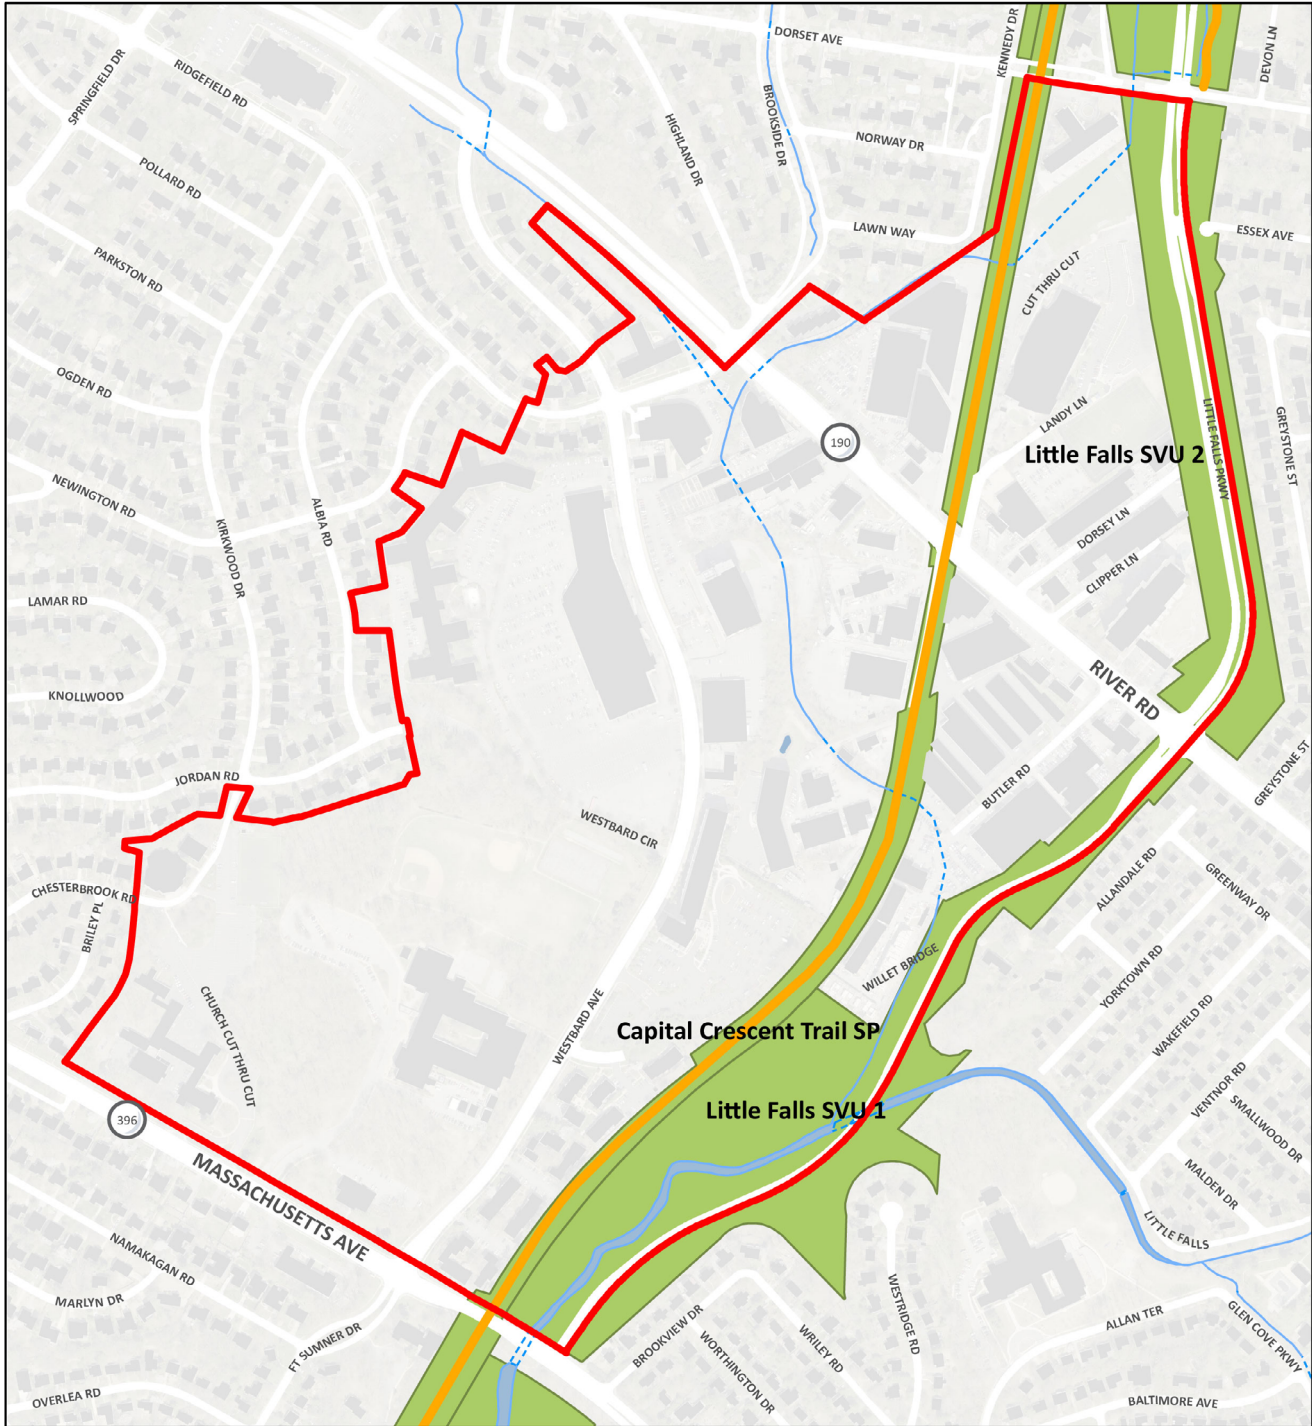 DORSET AVE
KENNEDY DR
DEVON LN
SPRINGFIELD DR
RIDGEFIELD RD
HIGHLAND DR
BROOKSIDE DR
NORWAY DR
POLLARD RD
LAWN WAY
ESSEX AVE
PARKSTON RD
CUT THRU CUT
OGDEN RD
LANDY LN
LITTLE FALLS PKWY
GREYSTONE ST
190
Little Falls SVU 2
NEWINGTON RD
ALBIA RD
KIRKWOOD DR
DORSEY LN
CLIPPER LN
LAMAR RD
KNOLLWOOD
RIVER RD
JORDAN RD
BUTLER RD
GREYSTONE ST
WESTBARD CIR
ALLANDALE RD
GREENWAY DR
CHESTERBROOK RD
BRILEY PL
WILLET BRIDGE
YORKTOWN RD
CHURCH CUT THRU CUT
WESTBARD AVE
Capital Crescent Trail SP
WAKEFIELD RD
VENTNOR RD
Little Falls SVU 1
SMALLWOOD DR
396
MASSACHUSETTS AVE
MALDEN DR
LITTLE FALLS
NAMAKAGAN RD
MARLYN DR
FT SUMNER DR
BROOKVIEW DR
WORTHINGTON DR
WRILEY RD
WESTRIDGE RD
ALLAN TER
GLEN COVE PKWY
OVERLEA RD
BALTIMORE AVE